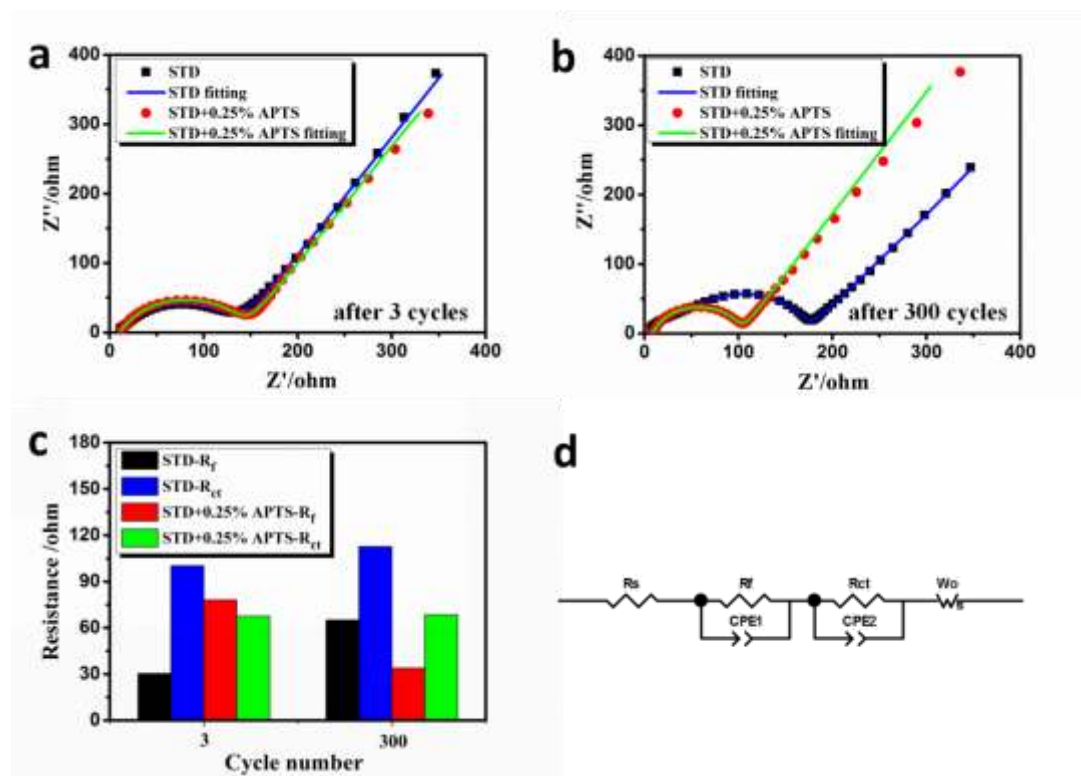 a
400
300
200
100
0
Z''/ohm
STD
STD fitting
STD+0.25% APTS
STD+0.25% APTS fitting
after 3 cycles
0 100 200 300 400
Z'/ohm
b
400
300
200
100
0
Z''/ohm
STD
STD fitting
STD+0.25% APTS
STD+0.25% APTS fitting
after 300 cycles
0 100 200 300 400
Z'/ohm
c
180
150
120
90
60
30
0
Resistance /ohm
STD-Rf
STD-Rct
STD+0.25% APTS-Rf
STD+0.25% APTS-Rct
3 300
Cycle number
d
Rs Rf Rct Wo
CPE1 CPE2
s